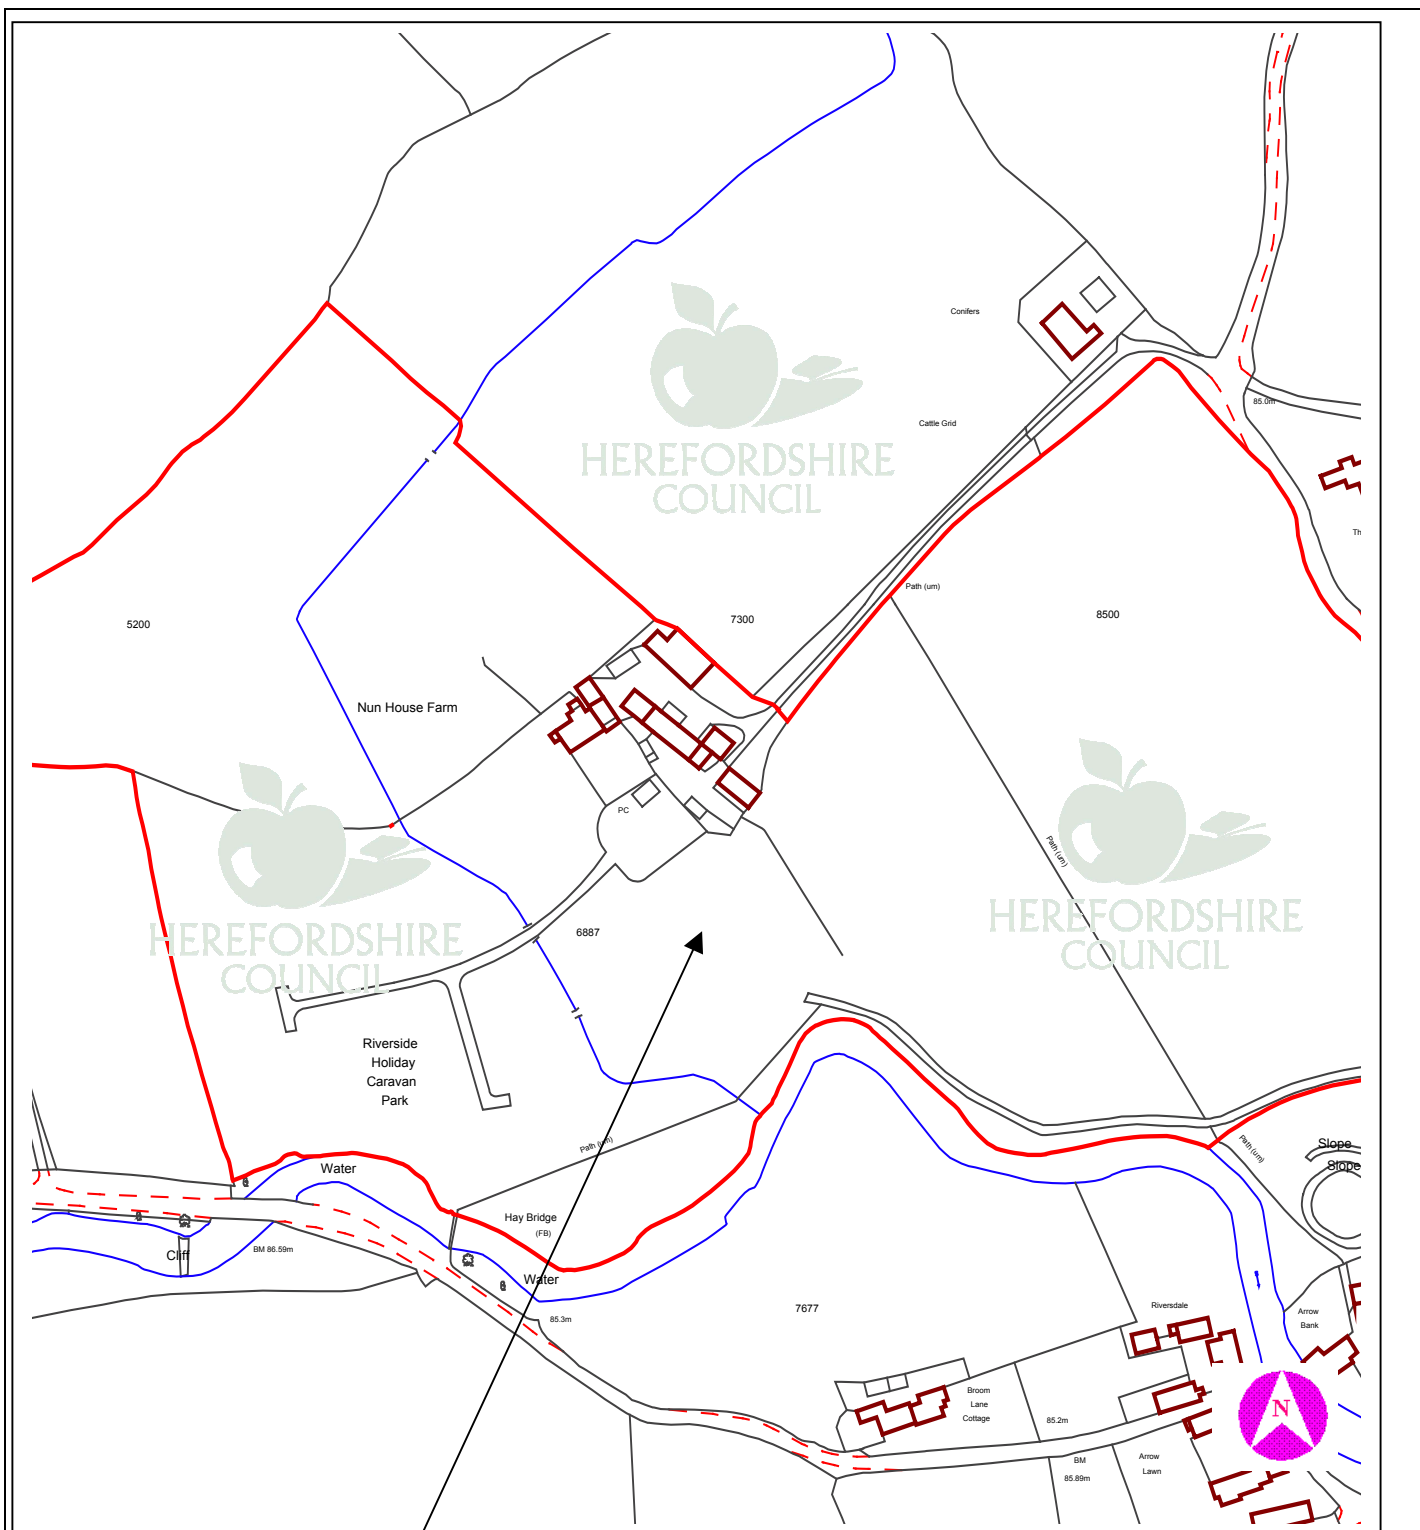 Conifers
HEREFORDSHIRE
COUNCIL
85.0m
Cattle Grid
Th
Path (um)
5200
7300
8500
Nun House Farm
PC
Path (um)
HEREFORDSHIRE
COUNCIL
HEREFORDSHIRE
COUNCIL
6887
Riverside
Holiday
Caravan
Park
Path (um)
Path (um)
Slope
Slope
Water
Hay Bridge
(FB)
Cliff
BM 86.59m
Water
85.3m
7677
Riversdale
Arrow
Bank
Broom
Lane
Cottage
85.2m
N
BM
85.89m
Arrow
Lawn